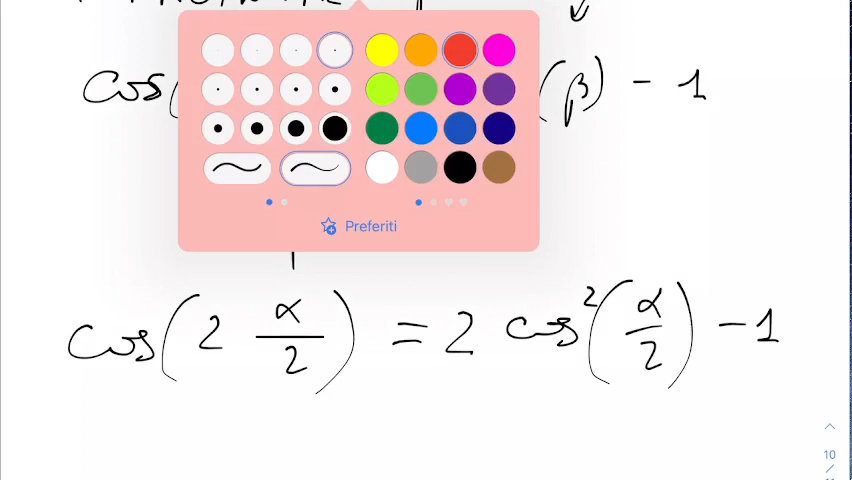 cos( (β) - 1
Preferiti
cos(2 α/2) = 2 cos²(α/2) - 1
10
/